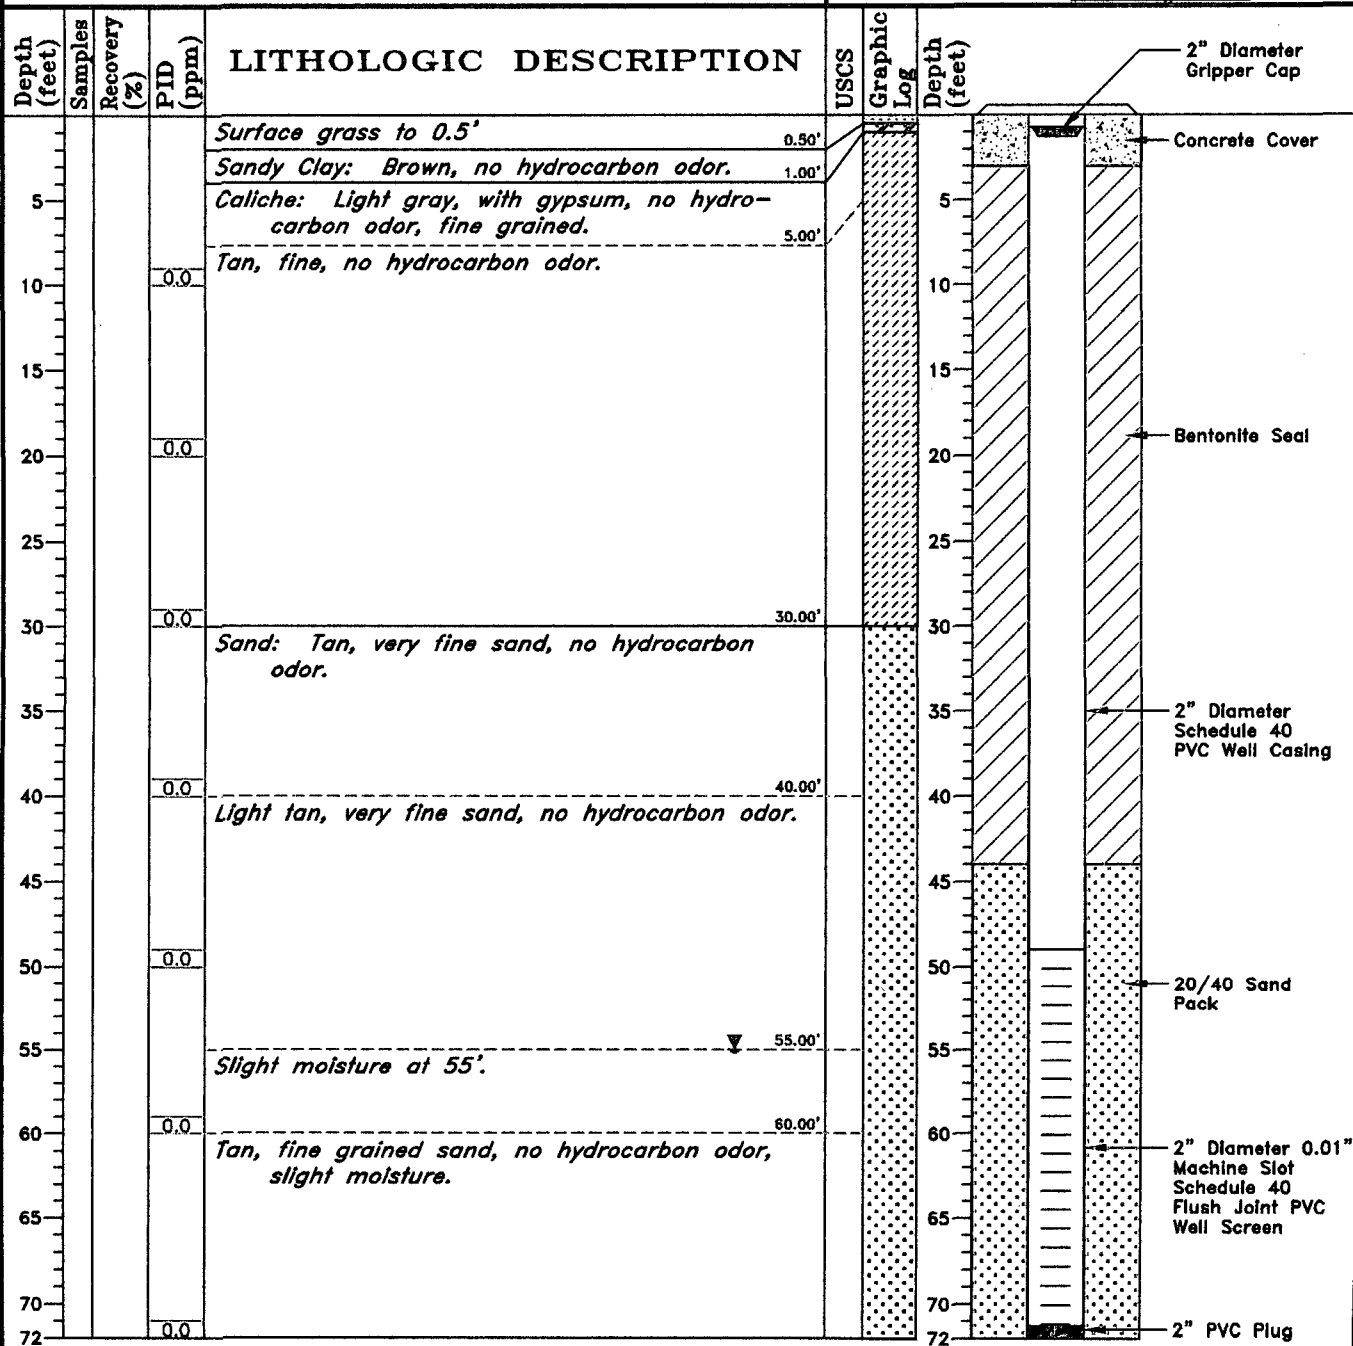 Depth (feet)
Samples
Recovery (%)
PID (ppm)
LITHOLOGIC DESCRIPTION
USCS
Graphic Log
Depth (feet)
Surface grass to 0.5'
0.50'
Sandy Clay: Brown, no hydrocarbon odor.
1.00'
Caliche: Light gray, with gypsum, no hydro-
carbon odor, fine grained.
5.00'
Tan, fine, no hydrocarbon odor.
30.00'
Sand: Tan, very fine sand, no hydrocarbon
odor.
40.00'
Light tan, very fine sand, no hydrocarbon odor.
55.00'
Slight moisture at 55'.
60.00'
Tan, fine grained sand, no hydrocarbon odor,
slight moisture.
5
10
15
20
25
30
35
40
45
50
55
60
65
70
72
0.0
0.0
0.0
0.0
0.0
0.0
0.0
5
10
15
20
25
30
35
40
45
50
55
60
65
70
72
2" Diameter
Gripper Cap
Concrete Cover
Bentonite Seal
2" Diameter
Schedule 40
PVC Well Casing
20/40 Sand
Pack
2" Diameter 0.01"
Machine Slot
Schedule 40
Flush Joint PVC
Well Screen
2" PVC Plug